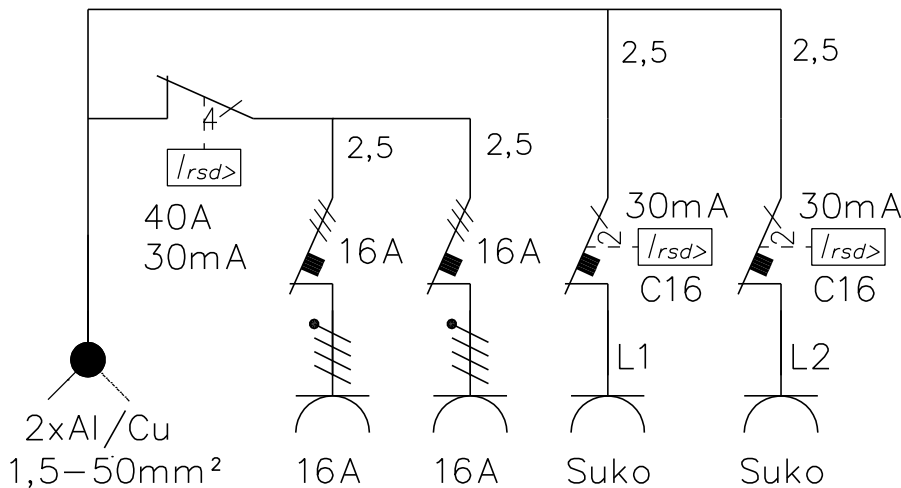 2,5
2,5
4
2,5
2,5
Irsd>
40A
30mA
16A
16A
30mA
2
Irsd>
C16
30mA
2
Irsd>
C16
L1
L2
2xAl/Cu
1,5-50mm²
16A
16A
Suko
Suko